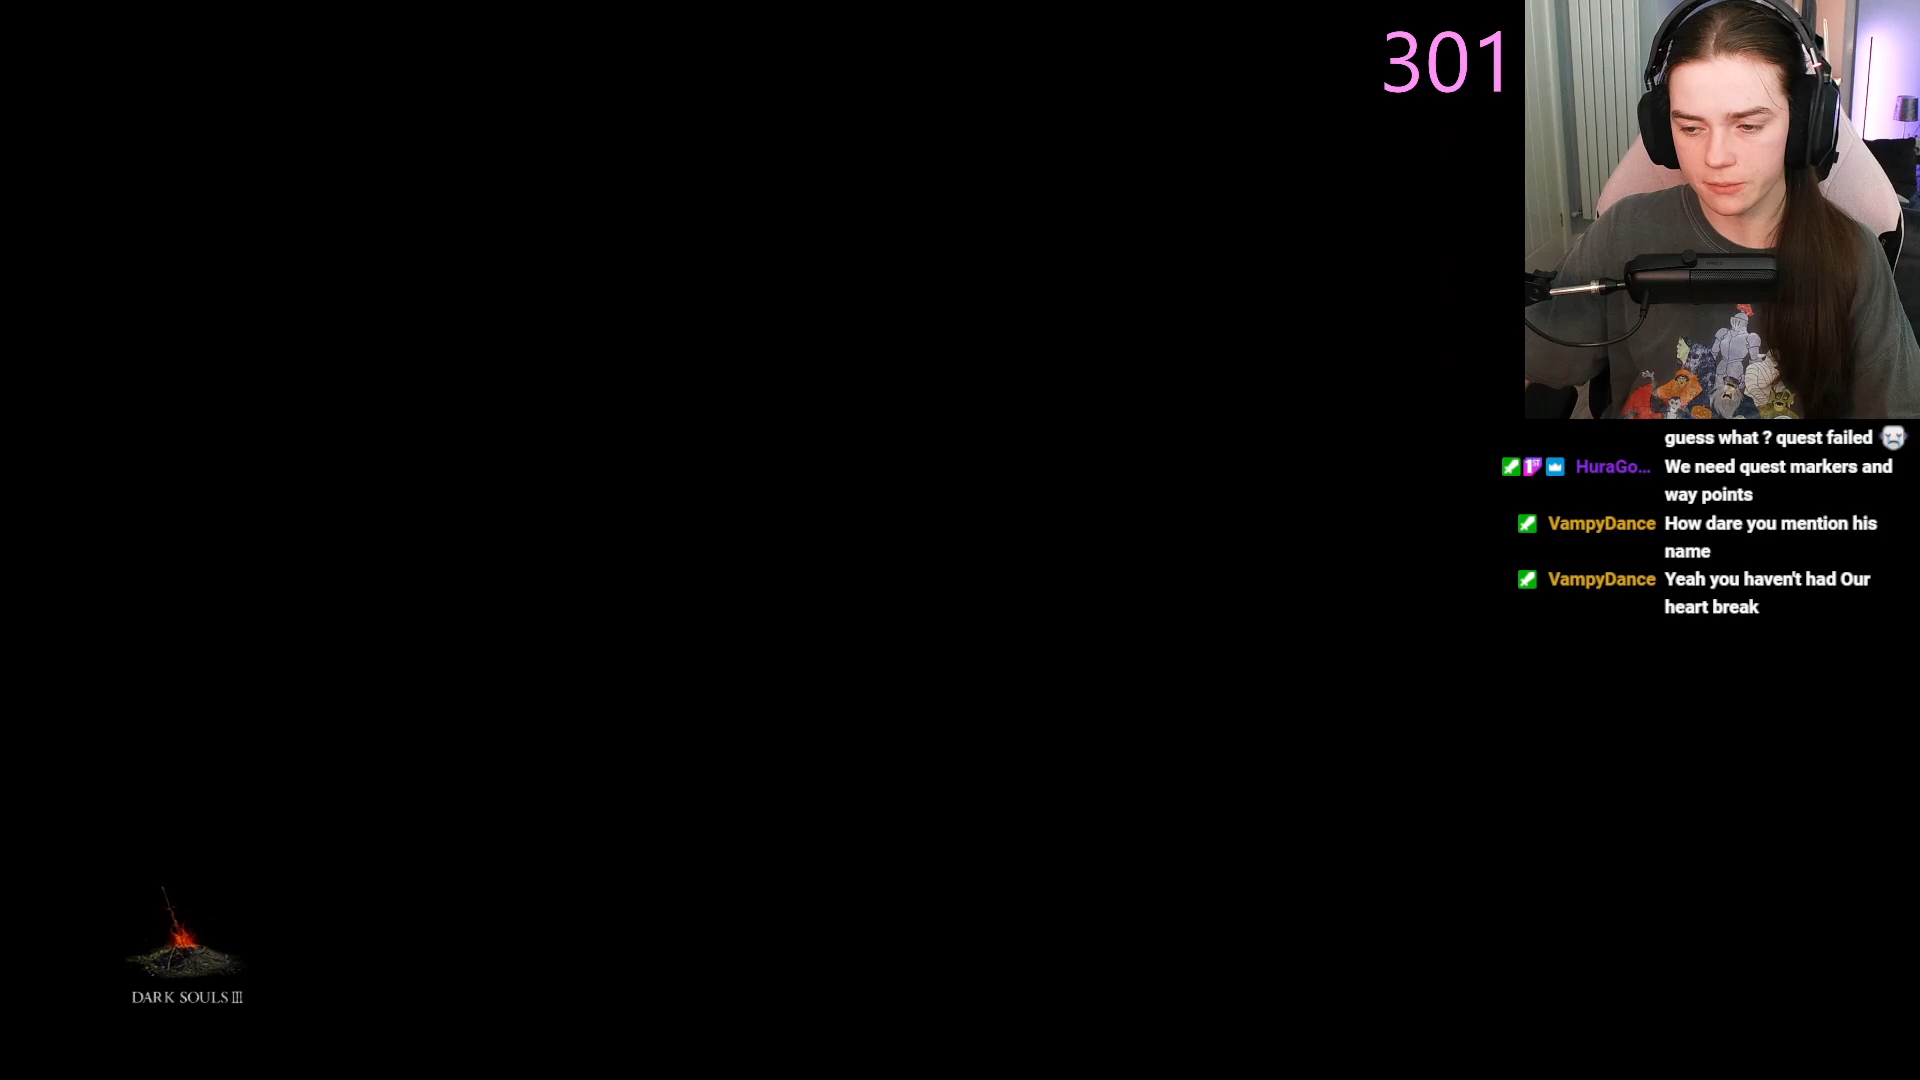 301
guess what ? quest failed
HuraGo... We need quest markers and
way points
VampyDance How dare you mention his
name
VampyDance Yeah you haven't had Our
heart break
DARK SOULS III